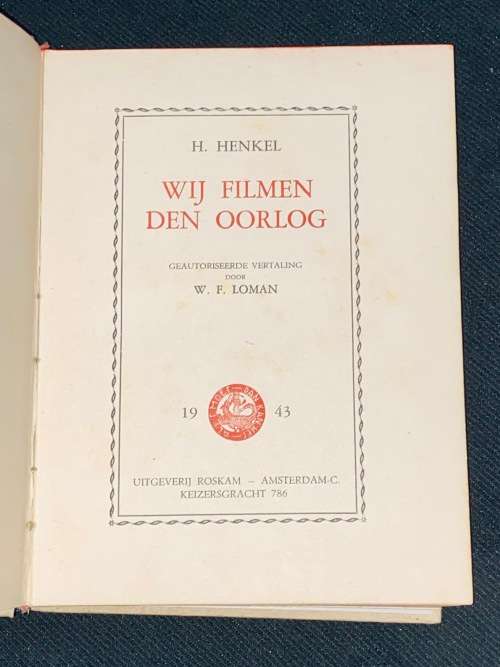 H. HENKEL
WIJ FILMEN
DEN OORLOG
GEAUTORISEERDE VERTALING
DOOR
W. F. LOMAN
19 43
UITGEVERIJ ROSKAM – AMSTERDAM-C.
KEIZERSGRACHT 786